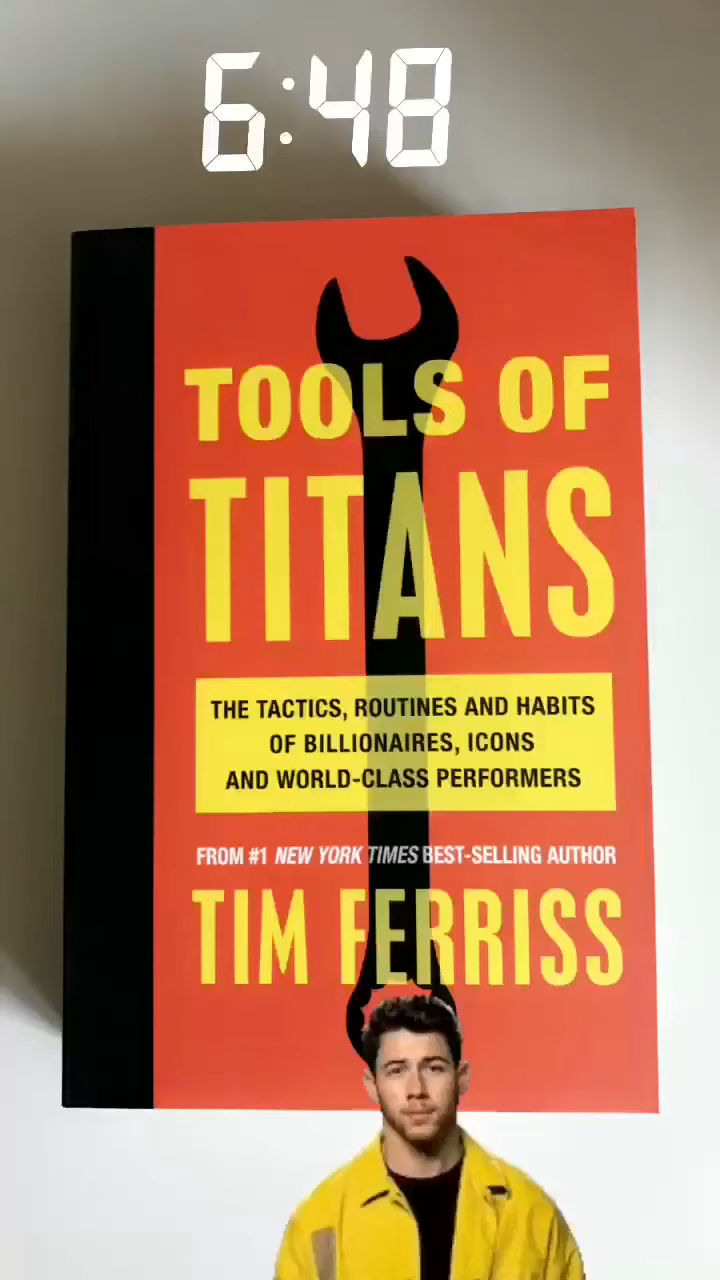 6:48
TOOLS OF
TITANS
THE TACTICS, ROUTINES AND HABITS
OF BILLIONAIRES, ICONS
AND WORLD-CLASS PERFORMERS
FROM #1 NEW YORK TIMES BEST-SELLING AUTHOR
TIM FERRISS